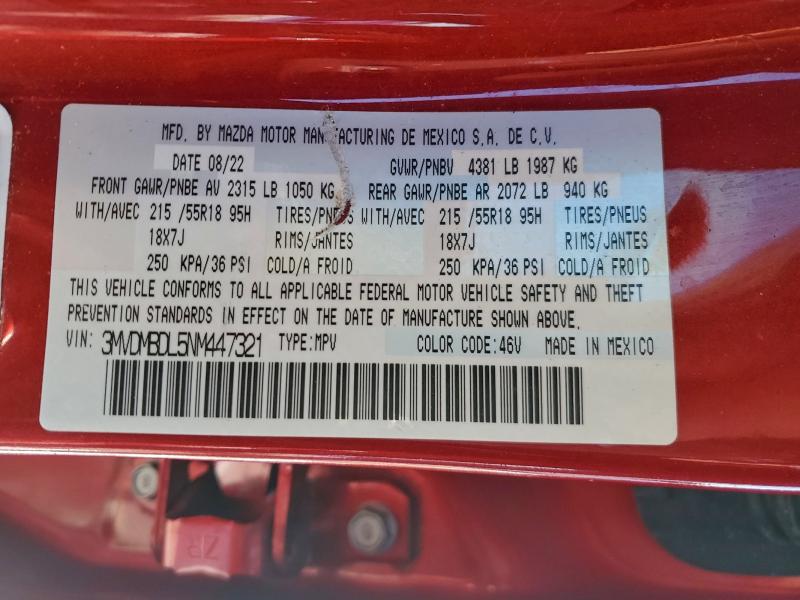 MFD. BY MAZDA MOTOR MANUFACTURING DE MEXICO S.A. DE C.V.
DATE 08/22 GVWR/PNBV 4381 LB 1987 KG
FRONT GAWR/PNBE AV 2315 LB 1050 KG REAR GAWR/PNBE AR 2072 LB 940 KG
WITH/AVEC 215 /55R18 95H TIRES/PNEUS WITH/AVEC 215 /55R18 95H TIRES/PNEUS
18X7J RIMS/JANTES 18X7J RIMS/JANTES
250 KPA/36 PSI COLD/A FROID 250 KPA/36 PSI COLD/A FROID
THIS VEHICLE CONFORMS TO ALL APPLICABLE FEDERAL MOTOR VEHICLE SAFETY AND THEFT
PREVENTION STANDARDS IN EFFECT ON THE DATE OF MANUFACTURE SHOWN ABOVE.
VIN: 3MVDMBDL5NM447321 TYPE:MPV COLOR CODE:46V MADE IN MEXICO
ZR